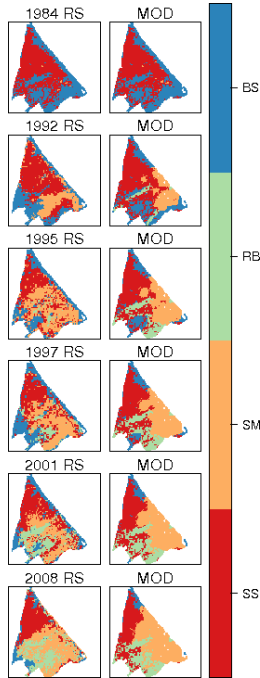 1984 RS MOD
BS
1992 RS MOD
1995 RS MOD
RB
1997 RS MOD
SM
2001 RS MOD
2008 RS MOD
SS